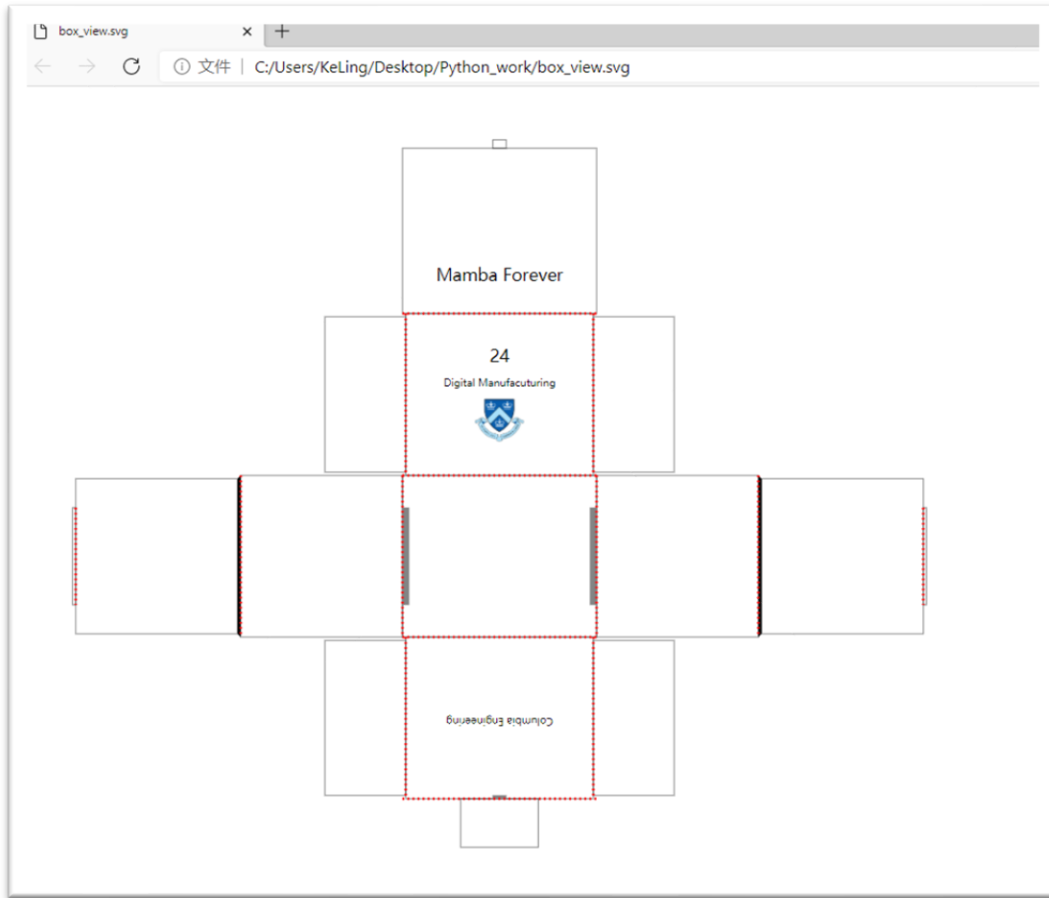 box_view.svg
文件 | C:/Users/KeLing/Desktop/Python_work/box_view.svg
Mamba Forever
24
Digital Manufacuturing
Columbia Engineering